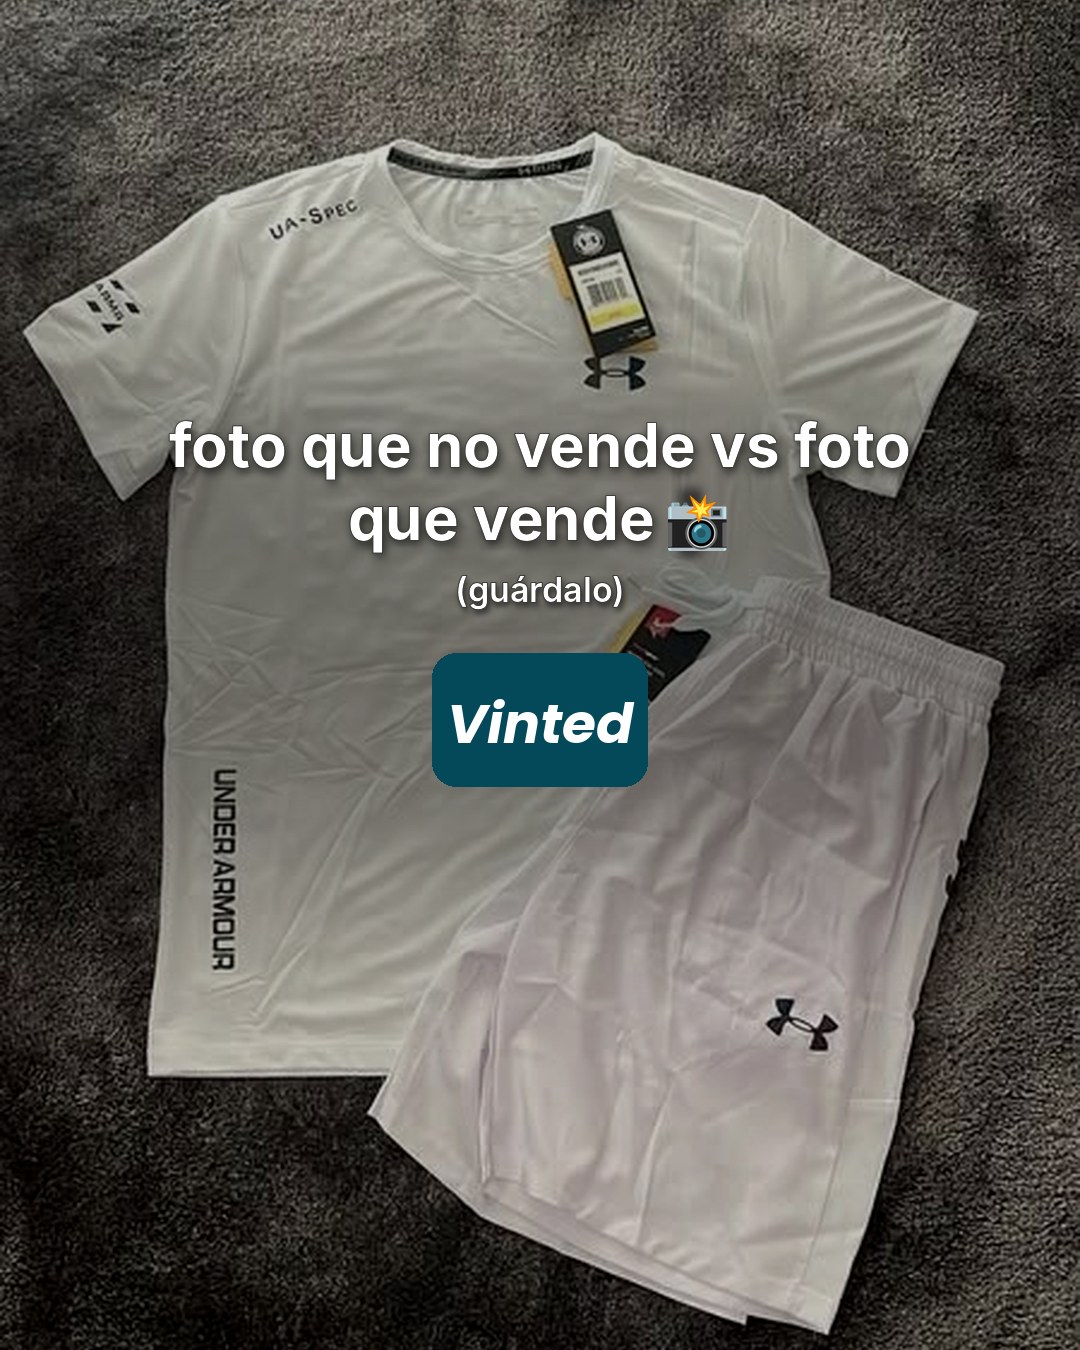 UA-SPEC
foto que no vende vs foto
que vende 📸
(guárdalo)
Vinted
UNDER ARMOUR